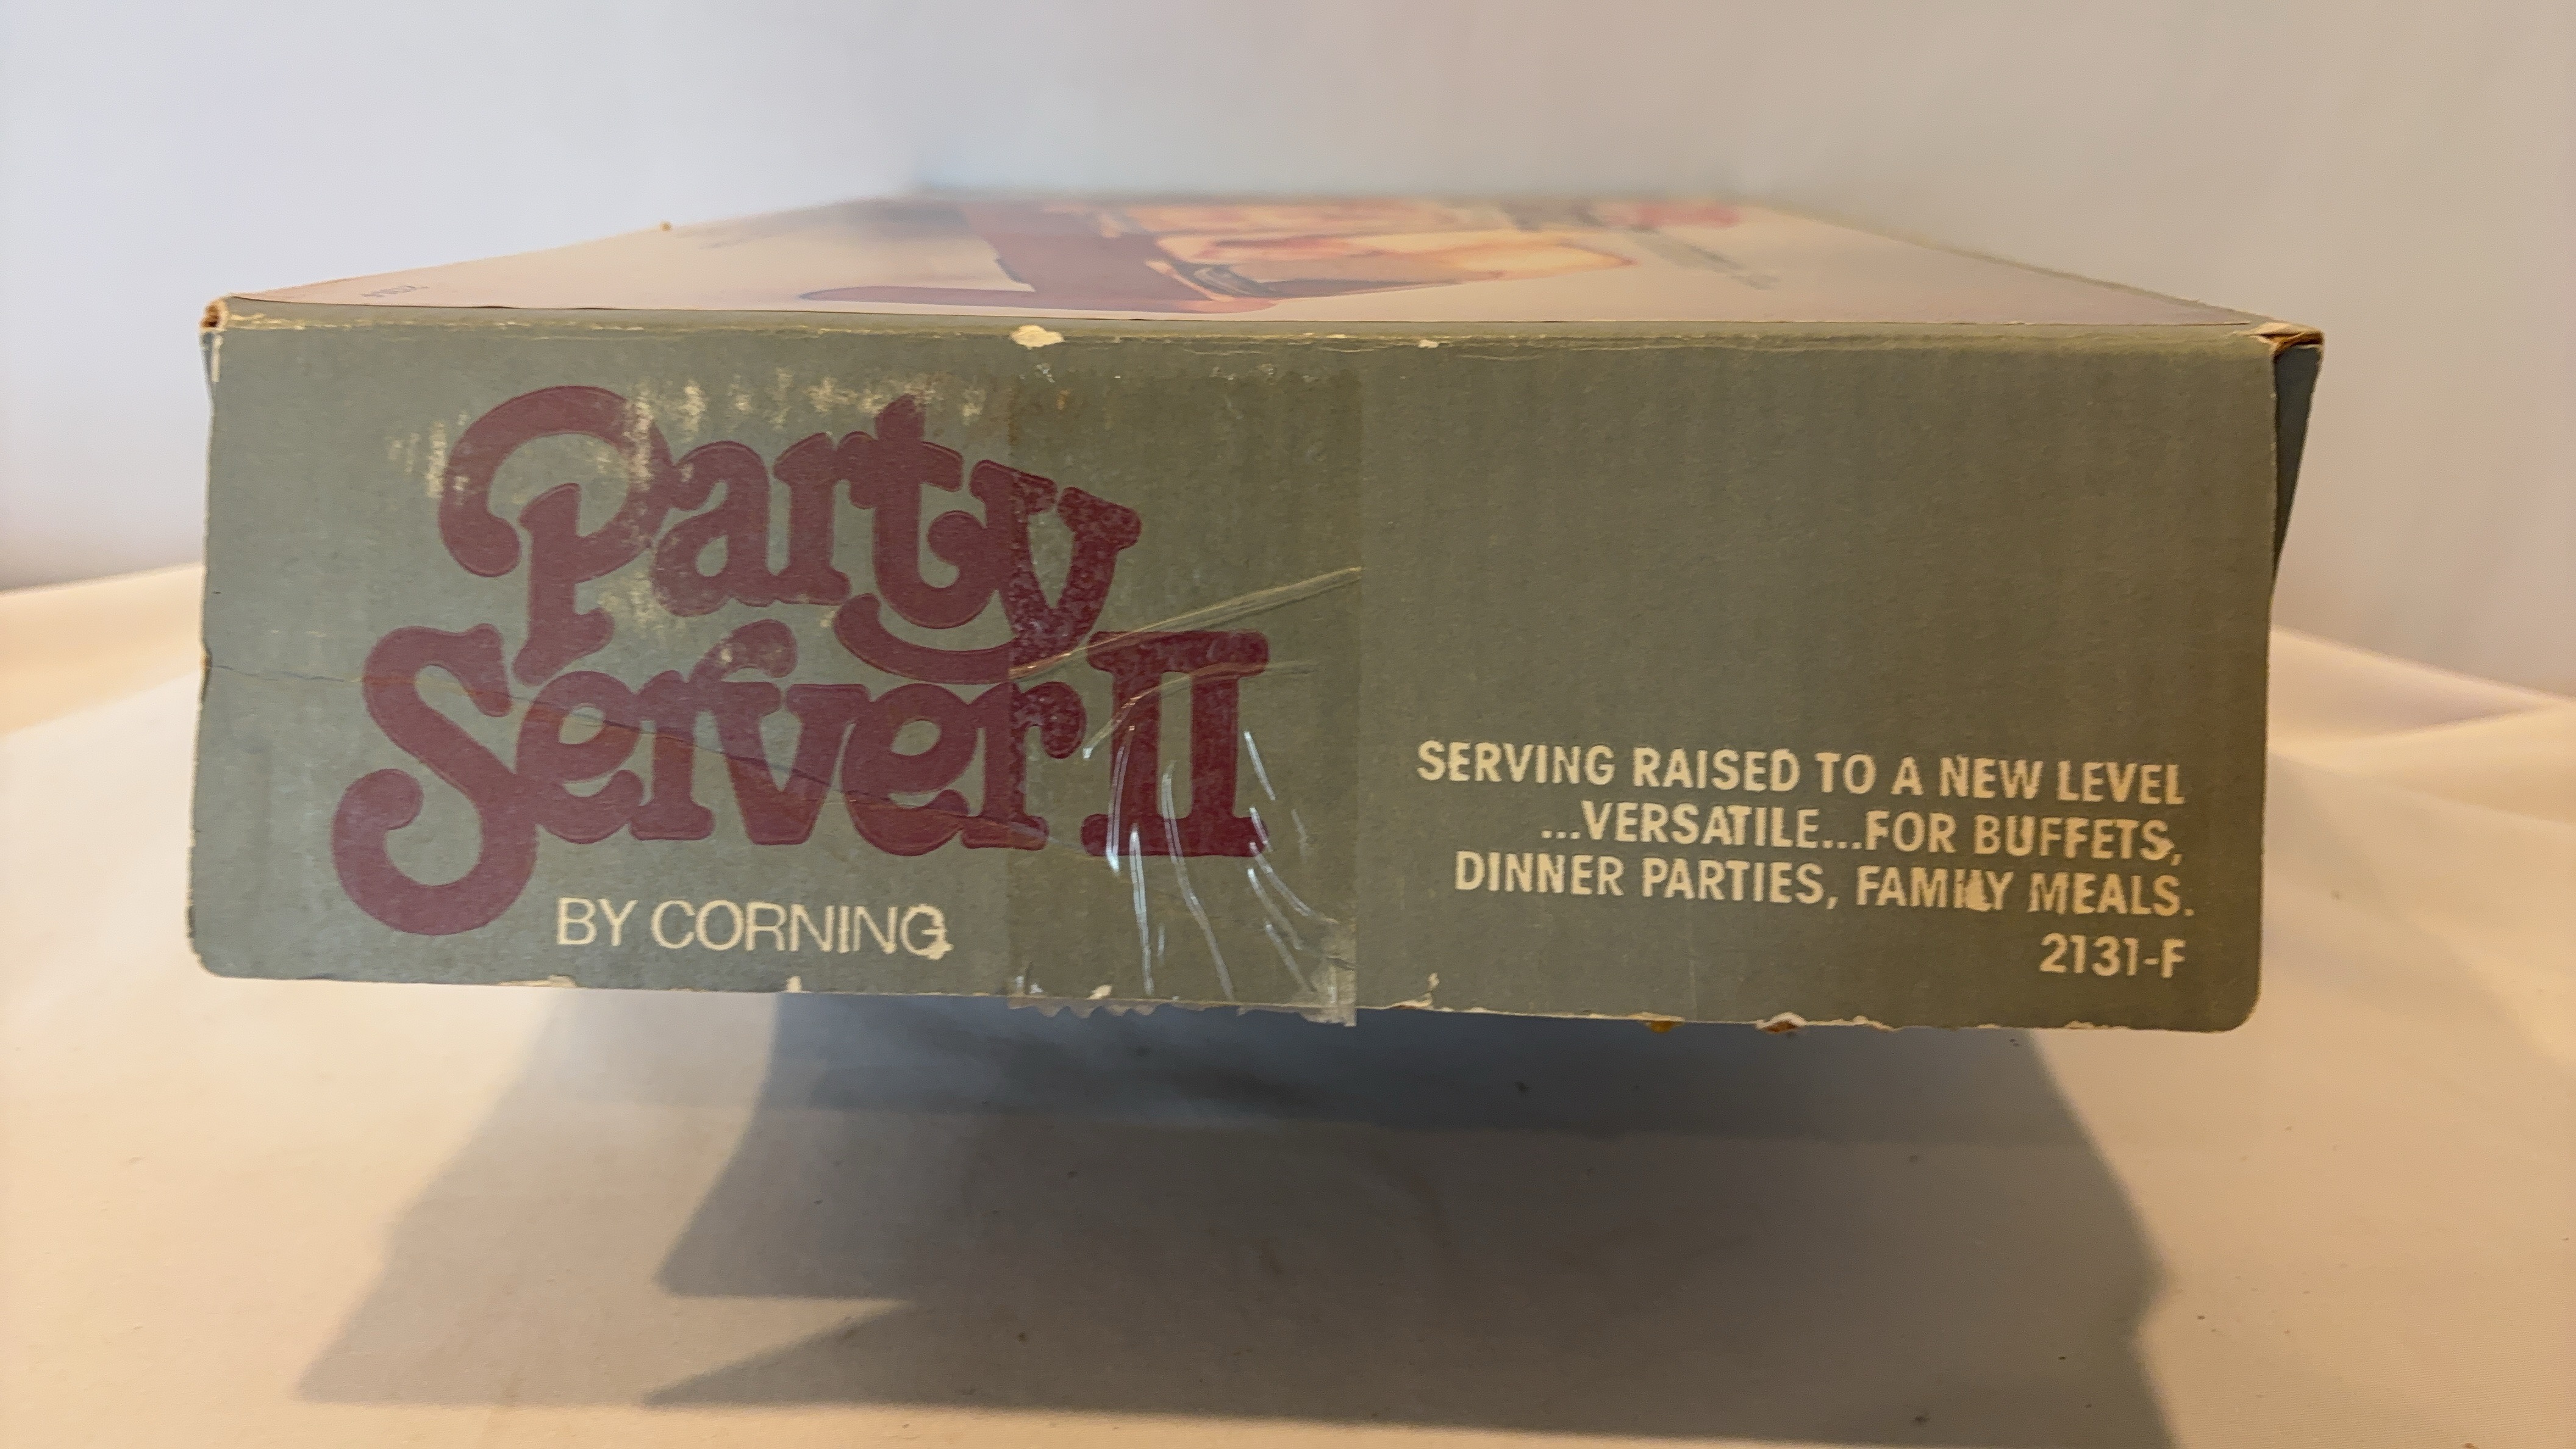 Party
Server II
BY CORNING
SERVING RAISED TO A NEW LEVEL
...VERSATILE...FOR BUFFETS,
DINNER PARTIES, FAMILY MEALS.
2131-F